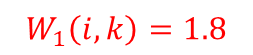 W₁(i, k) = 1.8